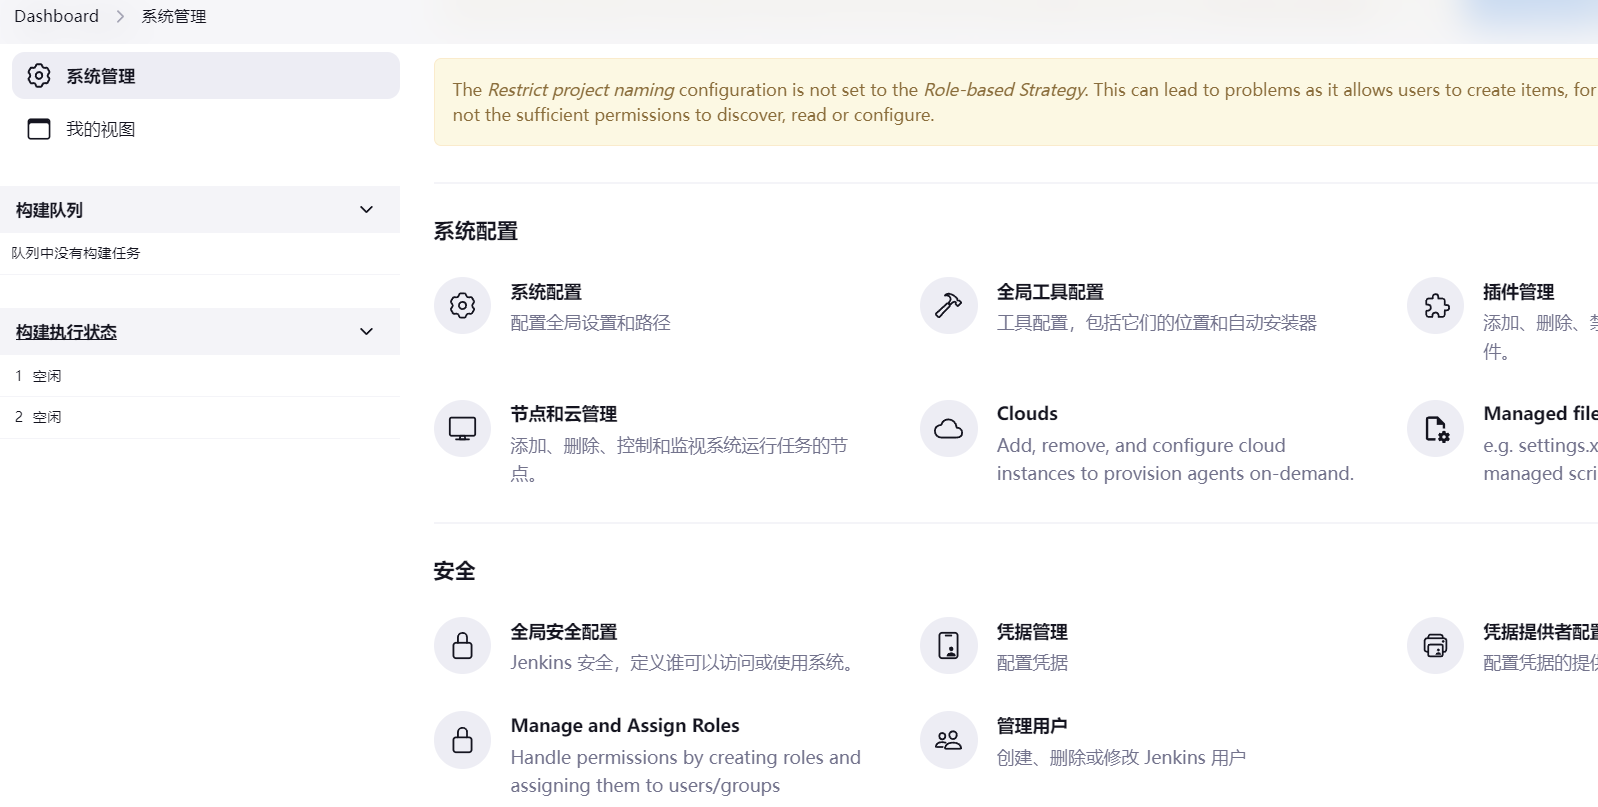 Dashboard
系统管理
系统管理
我的视图
构建队列
队列中没有构建任务
构建执行状态
1 空闲
2 空闲
The Restrict project naming configuration is not set to the Role-based Strategy. This can lead to problems as it allows users to create items, for
not the sufficient permissions to discover, read or configure.
系统配置
系统配置
配置全局设置和路径
全局工具配置
工具配置，包括它们的位置和自动安装器
插件管理
添加、删除、禁
件。
节点和云管理
添加、删除、控制和监视系统运行任务的节
点。
Clouds
Add, remove, and configure cloud
instances to provision agents on-demand.
Managed file
e.g. settings.x
managed scri
安全
全局安全配置
Jenkins 安全，定义谁可以访问或使用系统。
凭据管理
配置凭据
凭据提供者配置
配置凭据的提供
Manage and Assign Roles
Handle permissions by creating roles and
assigning them to users/groups
管理用户
创建、删除或修改 Jenkins 用户